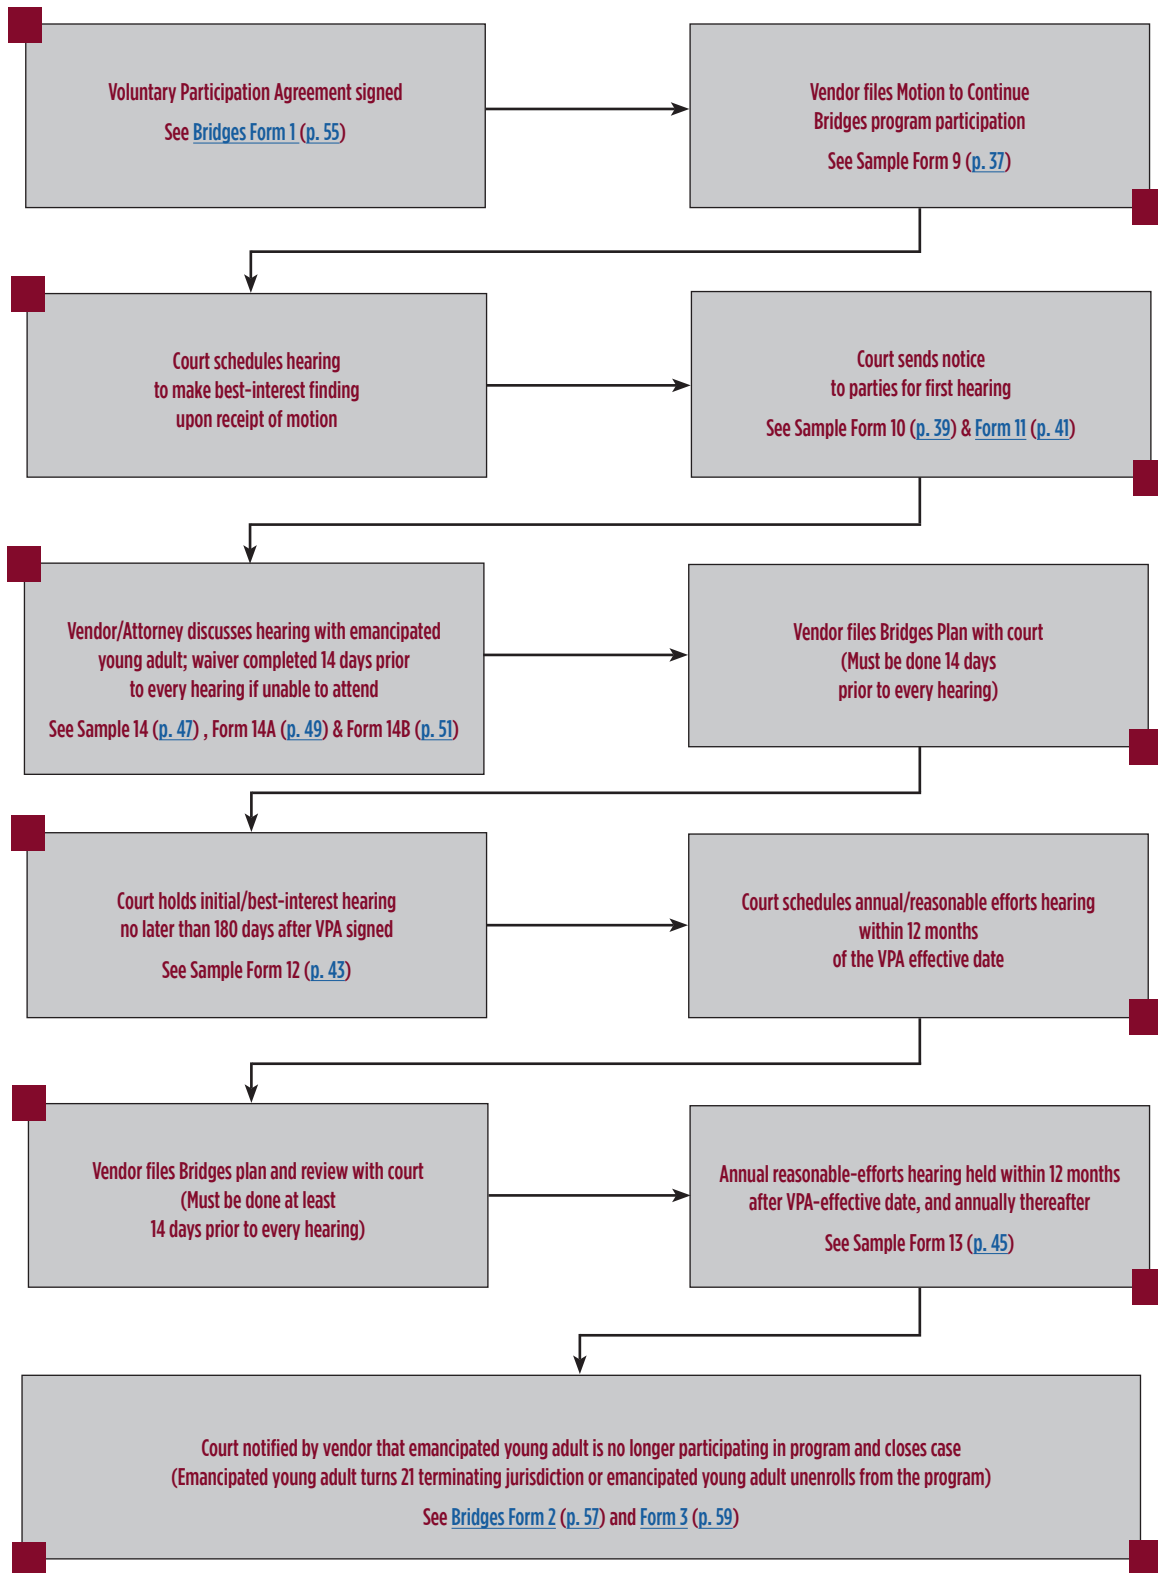 Voluntary Participation Agreement signed
See Bridges Form 1 (p. 55)
Vendor files Motion to Continue
Bridges program participation
See Sample Form 9 (p. 37)
Court schedules hearing
to make best-interest finding
upon receipt of motion
Court sends notice
to parties for first hearing
See Sample Form 10 (p. 39) & Form 11 (p. 41)
Vendor/Attorney discusses hearing with emancipated
young adult; waiver completed 14 days prior
to every hearing if unable to attend
See Sample 14 (p. 47) , Form 14A (p. 49) & Form 14B (p. 51)
Vendor files Bridges Plan with court
(Must be done 14 days
prior to every hearing)
Court holds initial/best-interest hearing
no later than 180 days after VPA signed
See Sample Form 12 (p. 43)
Court schedules annual/reasonable efforts hearing
within 12 months
of the VPA effective date
Vendor files Bridges plan and review with court
(Must be done at least
14 days prior to every hearing)
Annual reasonable-efforts hearing held within 12 months
after VPA-effective date, and annually thereafter
See Sample Form 13 (p. 45)
Court notified by vendor that emancipated young adult is no longer participating in program and closes case
(Emancipated young adult turns 21 terminating jurisdiction or emancipated young adult unenrolls from the program)
See Bridges Form 2 (p. 57) and Form 3 (p. 59)